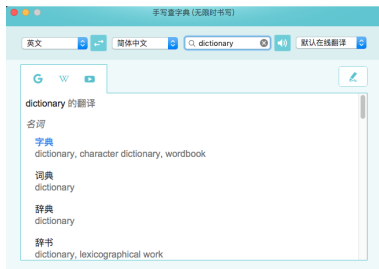 手写查字典 (无限时书写)
英文 简体中文 dictionary 默认在线翻译
G W
dictionary 的翻译
名词
字典
dictionary, character dictionary, wordbook
词典
dictionary
辞典
dictionary
辞书
dictionary, lexicographical work